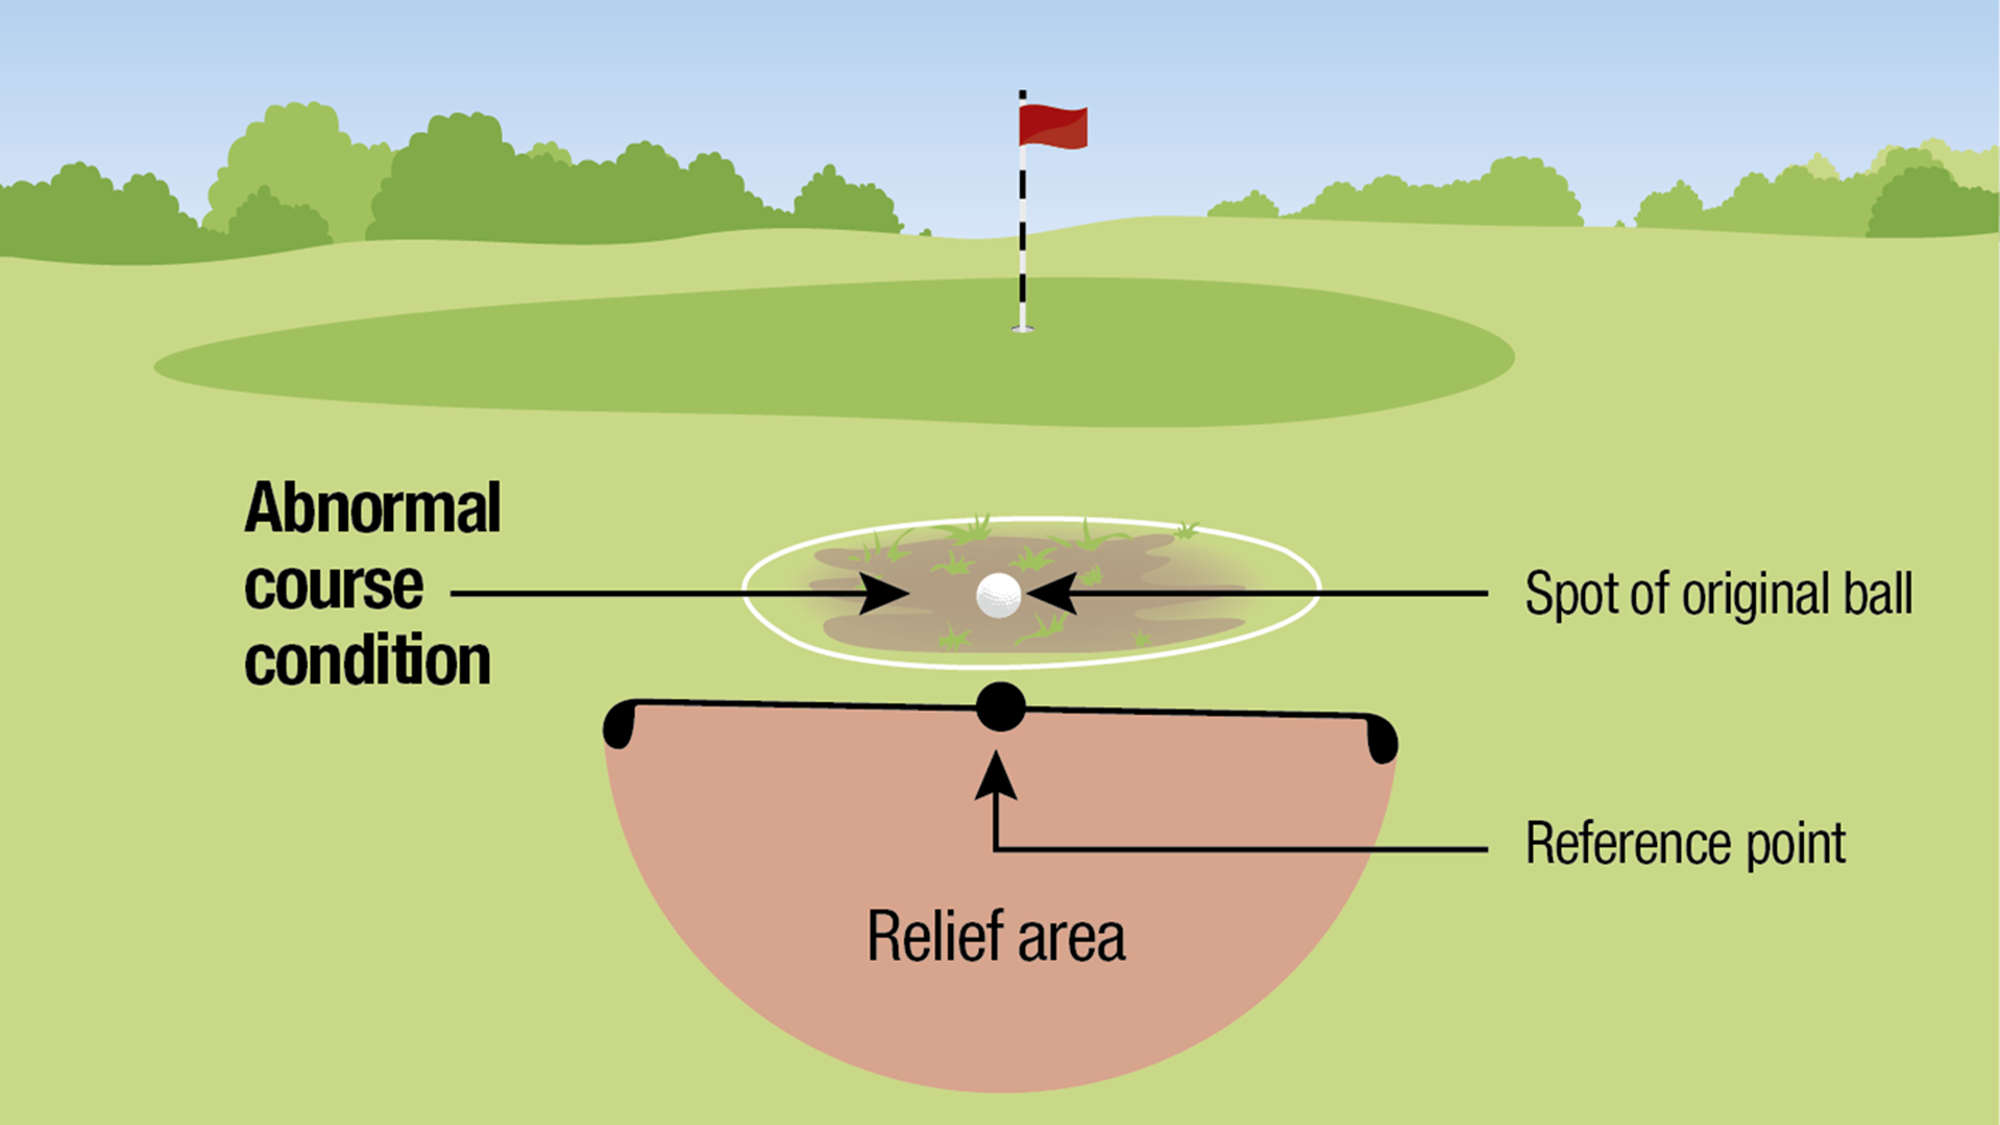 Abnormal
course
condition
Spot of original ball
Reference point
Relief area